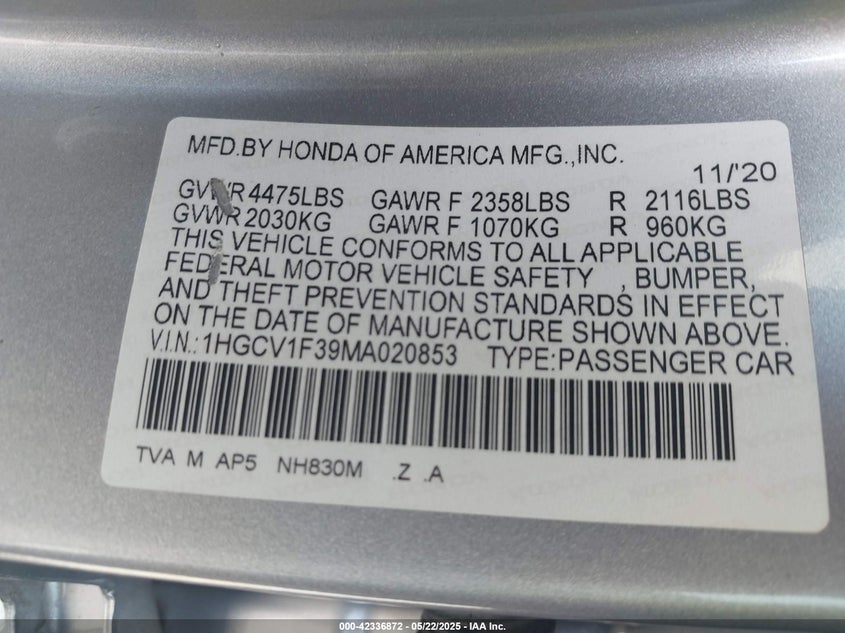 MFD.BY HONDA OF AMERICA MFG.,INC.
11/'20
GVWR 4475LBS GAWR F 2358LBS R 2116LBS
GVWR 2030KG GAWR F 1070KG R 960KG
THIS VEHICLE CONFORMS TO ALL APPLICABLE
FEDERAL MOTOR VEHICLE SAFETY , BUMPER,
AND THEFT PREVENTION STANDARDS IN EFFECT
ON THE DATE OF MANUFACTURE SHOWN ABOVE.
V.I.N.:1HGCV1F39MA020853 TYPE:PASSENGER CAR
TVA M AP5 NH830M .Z .A
000-42336872 — 05/22/2025 — IAA Inc.